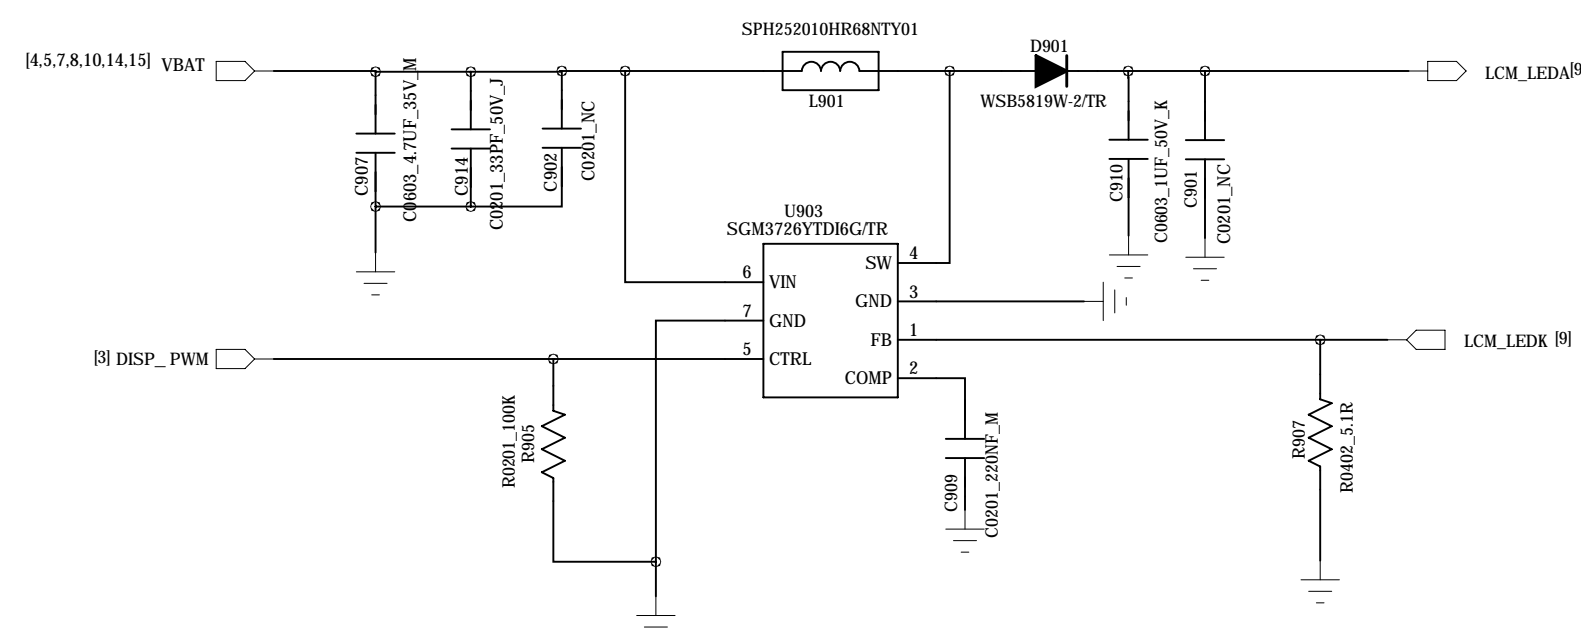 SPH252010HR68NTY01
[4,5,7,8,10,14,15] VBAT
L901
D901
WSB5819W-2/TR
LCM_LEDA[9
C907
C0603_4.7UF_35V_M
C914
C0201_33PF_50V_J
C902
C0201_NC
C910
C0603_1UF_50V_K
C901
C0201_NC
U903
SGM3726YTDI6G/TR
6 VIN
7 GND
5 CTRL
SW 4
GND 3
FB 1
COMP 2
[3] DISP_PWM
LCM_LEDK [9]
R0201_100K
R905
C909
C0201_220NF_M
R907
R0402_5.1R